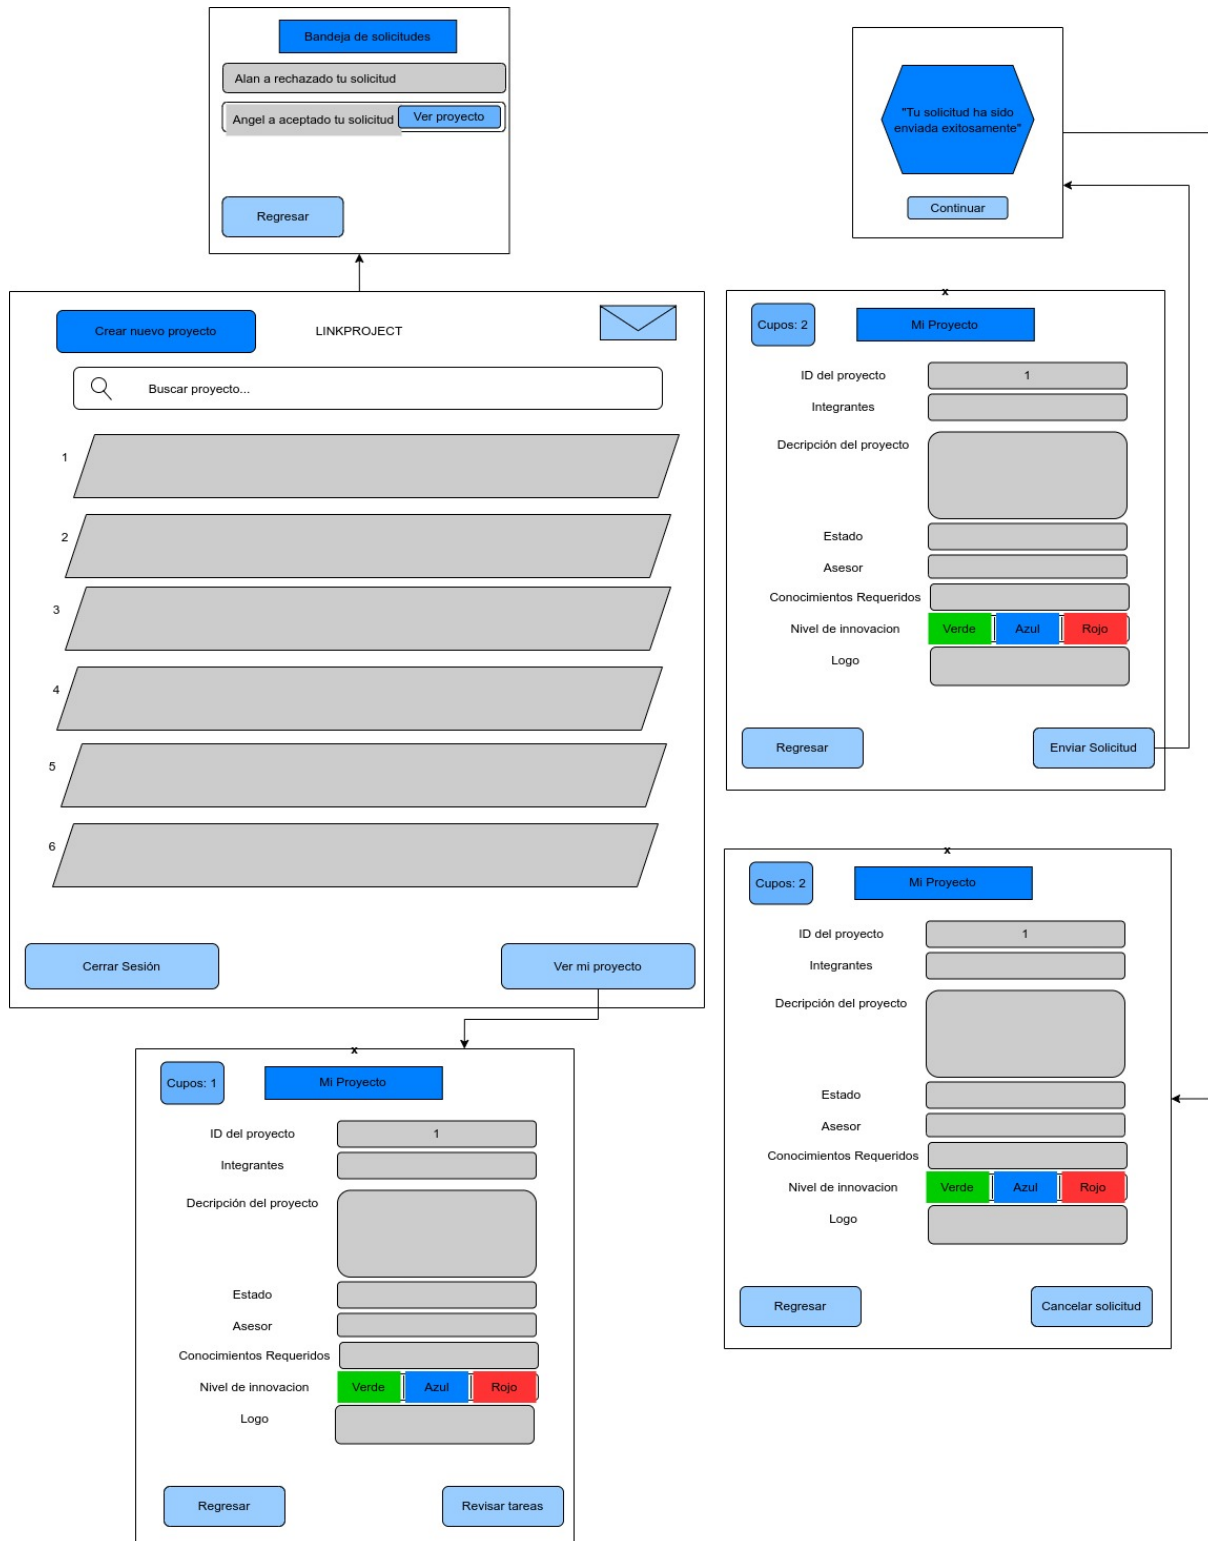 Bandeja de solicitudes
Alan a rechazado tu solicitud
Angel a aceptado tu solicitud
Ver proyecto
Regresar
"Tu solicitud ha sido
enviada exitosamente"
Continuar
Crear nuevo proyecto
LINKPROJECT
Buscar proyecto...
1
2
3
4
5
6
Cerrar Sesión
Ver mi proyecto
x
Cupos: 2
Mi Proyecto
ID del proyecto
1
Integrantes
Decripción del proyecto
Estado
Asesor
Conocimientos Requeridos
Nivel de innovacion
Verde
Azul
Rojo
Logo
Regresar
Enviar Solicitud
x
Cupos: 2
Mi Proyecto
ID del proyecto
1
Integrantes
Decripción del proyecto
Estado
Asesor
Conocimientos Requeridos
Nivel de innovacion
Verde
Azul
Rojo
Logo
Regresar
Cancelar solicitud
x
Cupos: 1
Mi Proyecto
ID del proyecto
1
Integrantes
Decripción del proyecto
Estado
Asesor
Conocimientos Requeridos
Nivel de innovacion
Verde
Azul
Rojo
Logo
Regresar
Revisar tareas